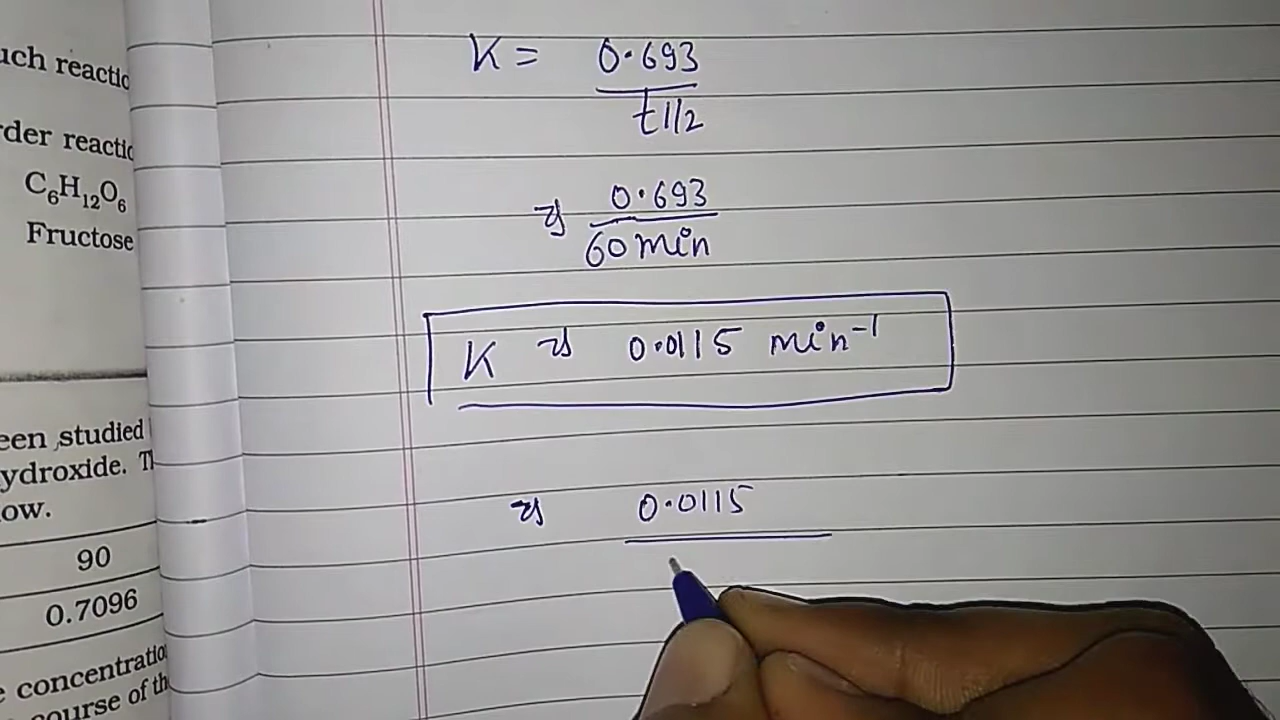 uch reactio
rder reactio
C₆H₁₂O₆
Fructose
een studied
ydroxide. Th
ow.
90
0.7096
e concentratio
course of th
K = 0.693
t1/2
⇒ 0.693
60 min
K ⇒ 0.0115 min⁻¹
⇒ 0.0115